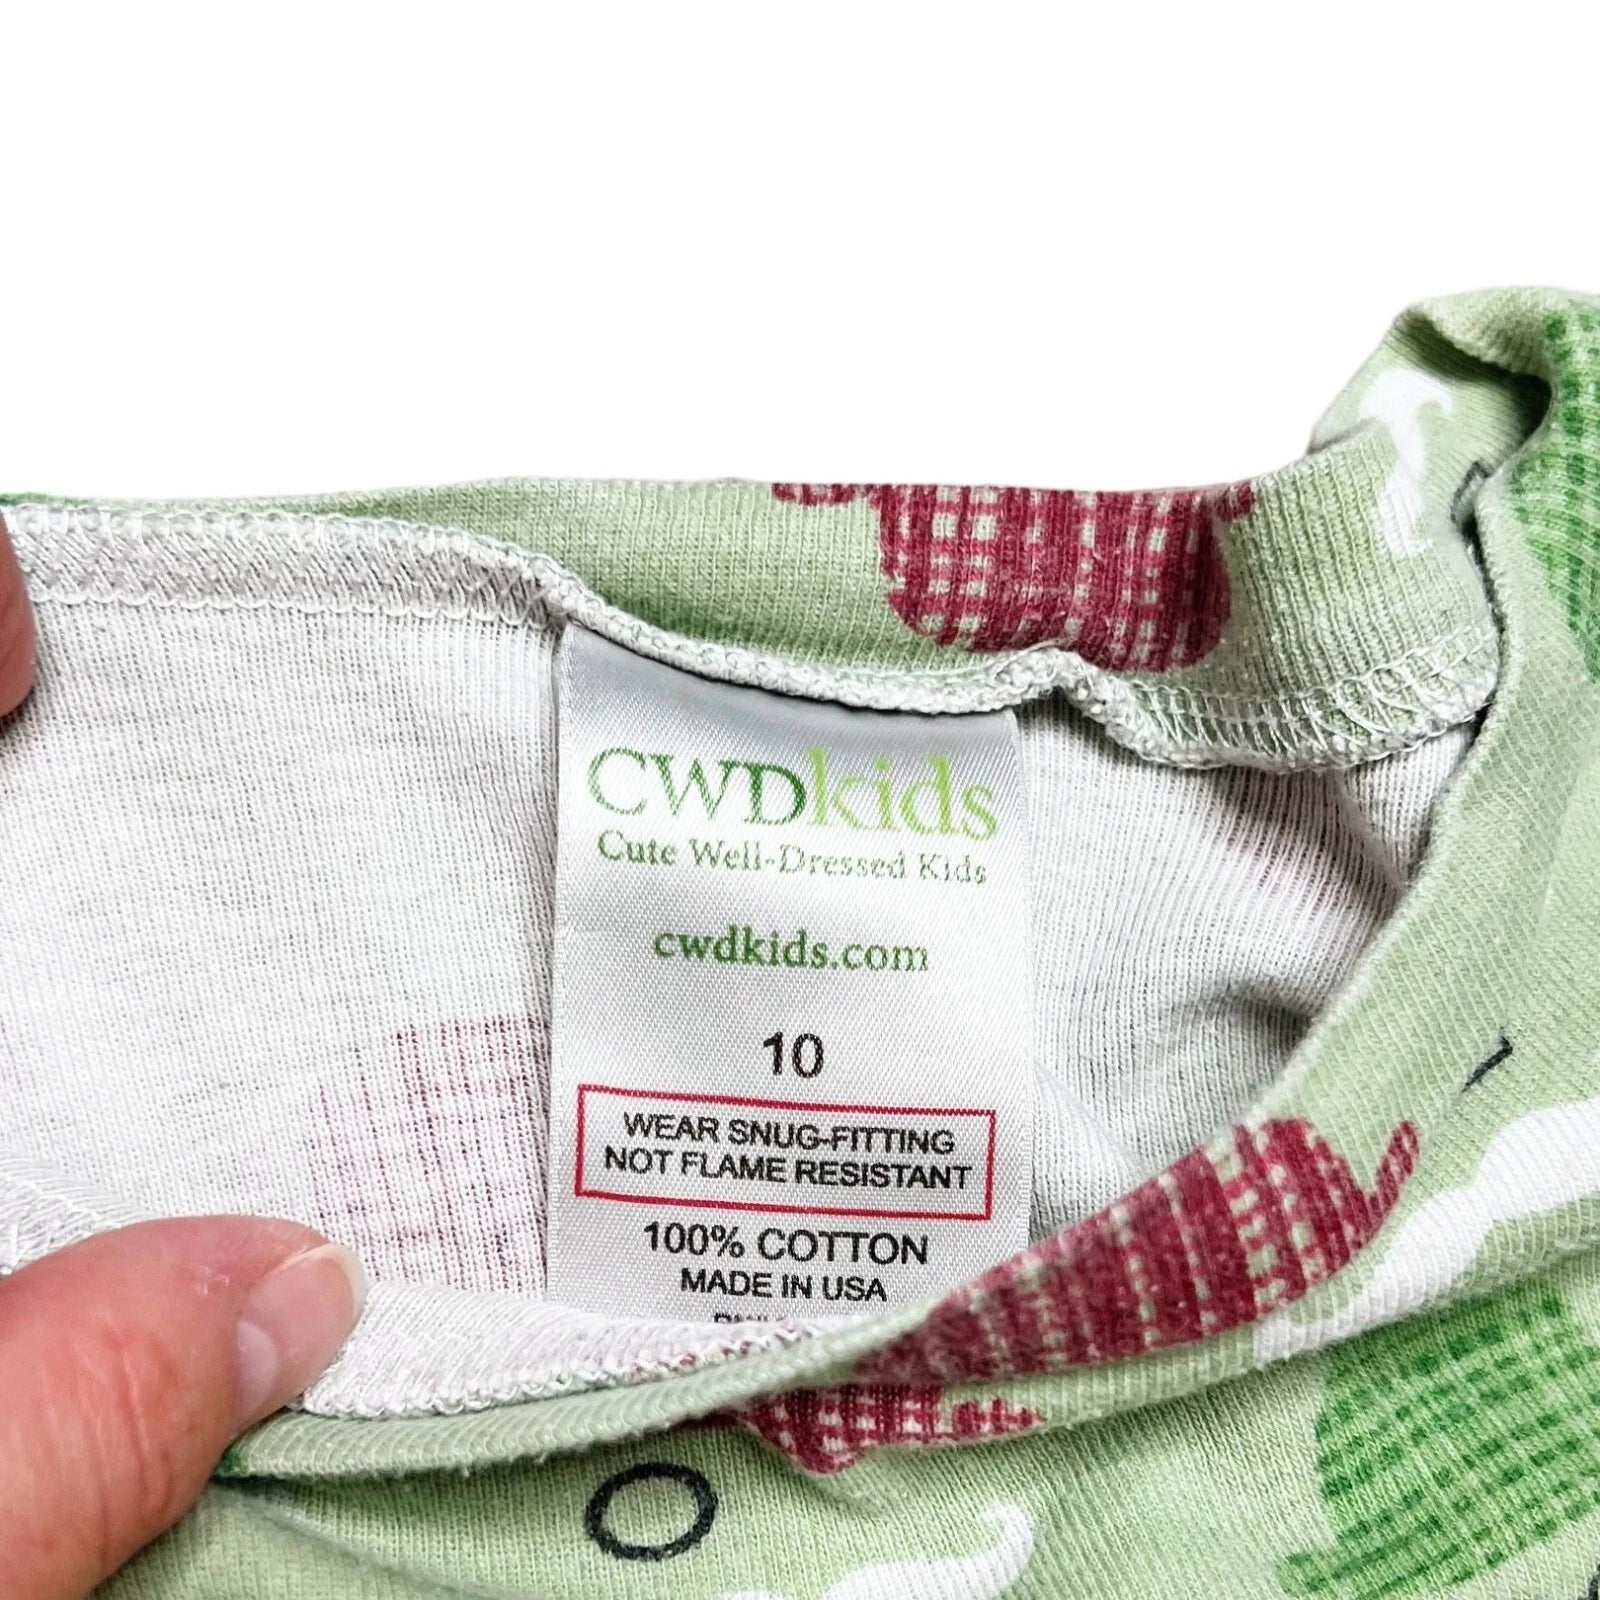 CWDkids
Cute Well-Dressed Kids
cwdkids.com
10
WEAR SNUG-FITTING
NOT FLAME RESISTANT
100% COTTON
MADE IN USA